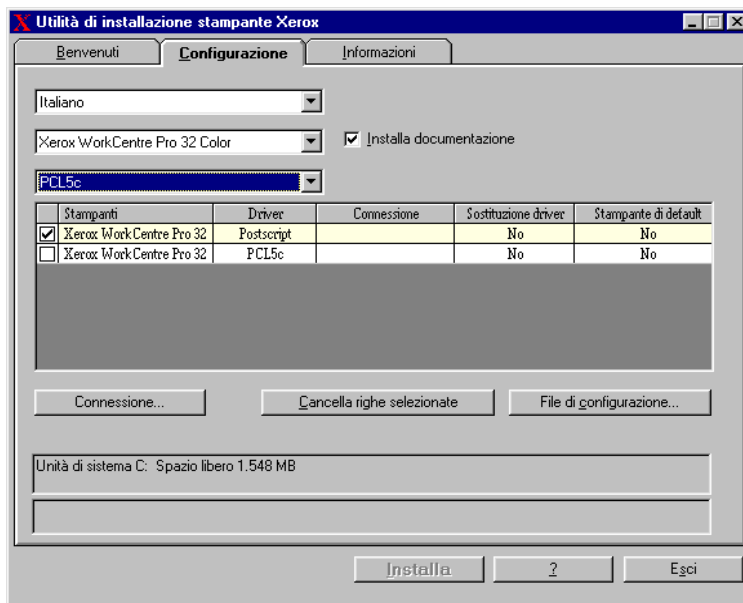 X Utilità di installazione stampante Xerox
Benvenuti Configurazione Informazioni
Italiano
Xerox WorkCentre Pro 32 Color Installa documentazione
PCL5c
Stampanti Driver Connessione Sostituzione driver Stampante di default
Xerox WorkCentre Pro 32 Postscript No No
Xerox WorkCentre Pro 32 PCL5c No No
Connessione... Cancella righe selezionate File di configurazione...
Unità di sistema C: Spazio libero 1.548 MB
Installa ? Esci